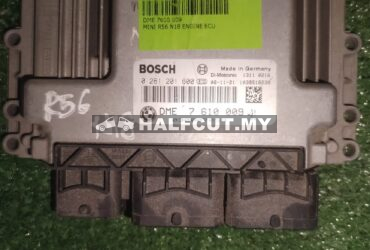 DME 7610 009
MINI R56 N18 ENGINE ECU
BOSCH
Made in Germany
0 261 201 600
DME 7 610 009
R56
HALFCUT.MY